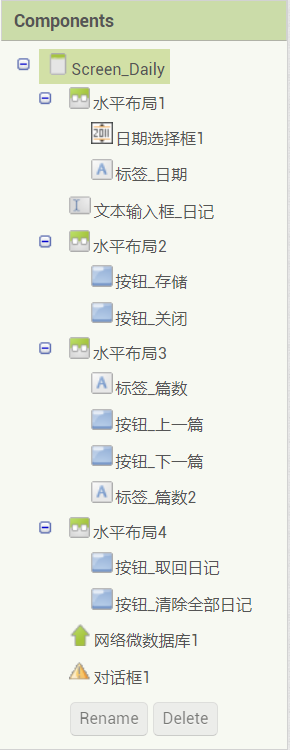 Components
Screen_Daily
水平布局1
日期选择框1
标签_日期
文本输入框_日记
水平布局2
按钮_存储
按钮_关闭
水平布局3
标签_篇数
按钮_上一篇
按钮_下一篇
标签_篇数2
水平布局4
按钮_取回日记
按钮_清除全部日记
网络微数据库1
对话框1
Rename Delete